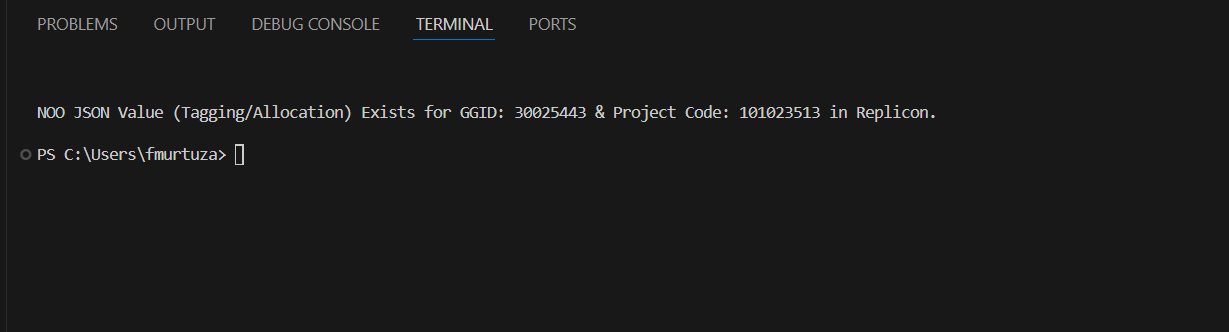 PROBLEMS OUTPUT DEBUG CONSOLE TERMINAL PORTS
NOO JSON Value (Tagging/Allocation) Exists for GGID: 30025443 & Project Code: 101023513 in Replicon.
PS C:\Users\fmurtuza>